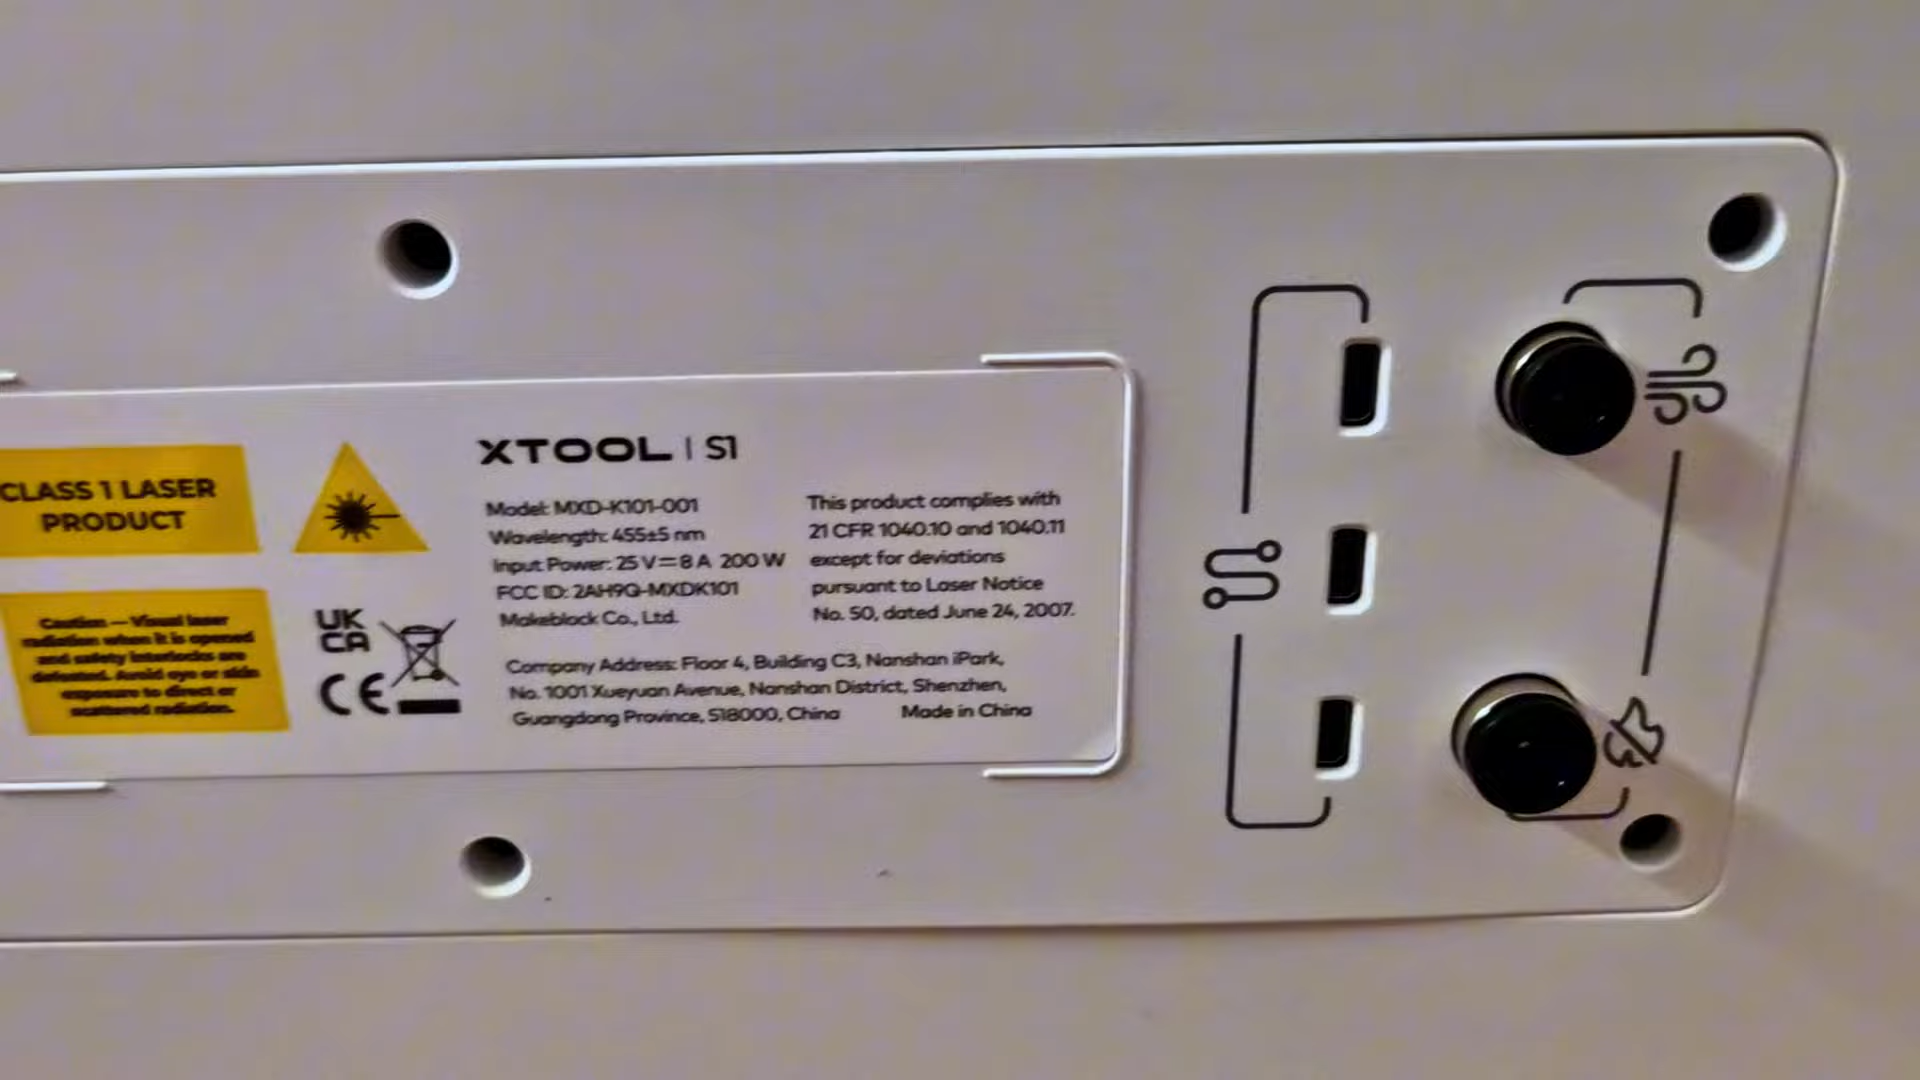 XTOOL | S1
CLASS 1 LASER
PRODUCT
Model: MXD-K101-001
Wavelength: 455±5 nm
Input Power: 25 V⎓8 A 200 W
FCC ID: 2AH9Q-MXDK101
Makeblock Co., Ltd.
This product complies with
21 CFR 1040.10 and 1040.11
except for deviations
pursuant to Laser Notice
No. 50, dated June 24, 2007.
Caution — Visual laser
radiation when it is opened
and safety interlocks are
defeated. Avoid eye or skin
exposure to direct or
scattered radiation.
UK
CA
CE
Company Address: Floor 4, Building C3, Nanshan iPark,
No. 1001 Xueyuan Avenue, Nanshan District, Shenzhen,
Guangdong Province, 518000, China Made in China